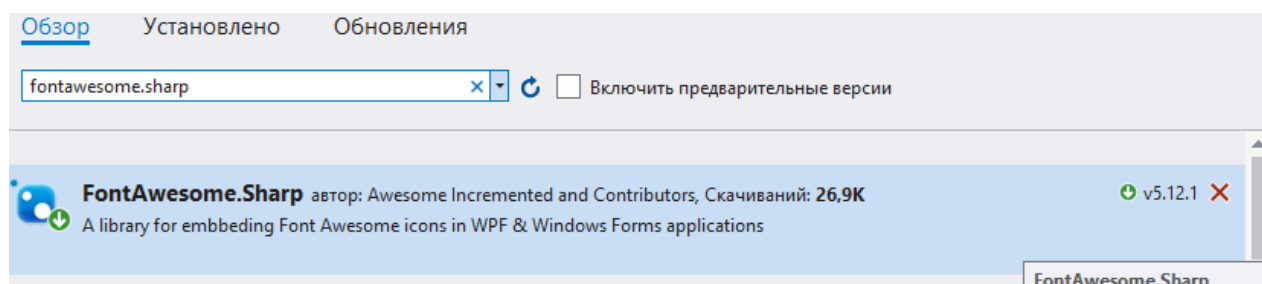 Обзор Установлено Обновления
fontawesome.sharp Включить предварительные версии
FontAwesome.Sharp автор: Awesome Incremented and Contributors, Скачиваний: 26,9K v5.12.1
A library for embbeding Font Awesome icons in WPF & Windows Forms applications
FontAwesome.Sharp